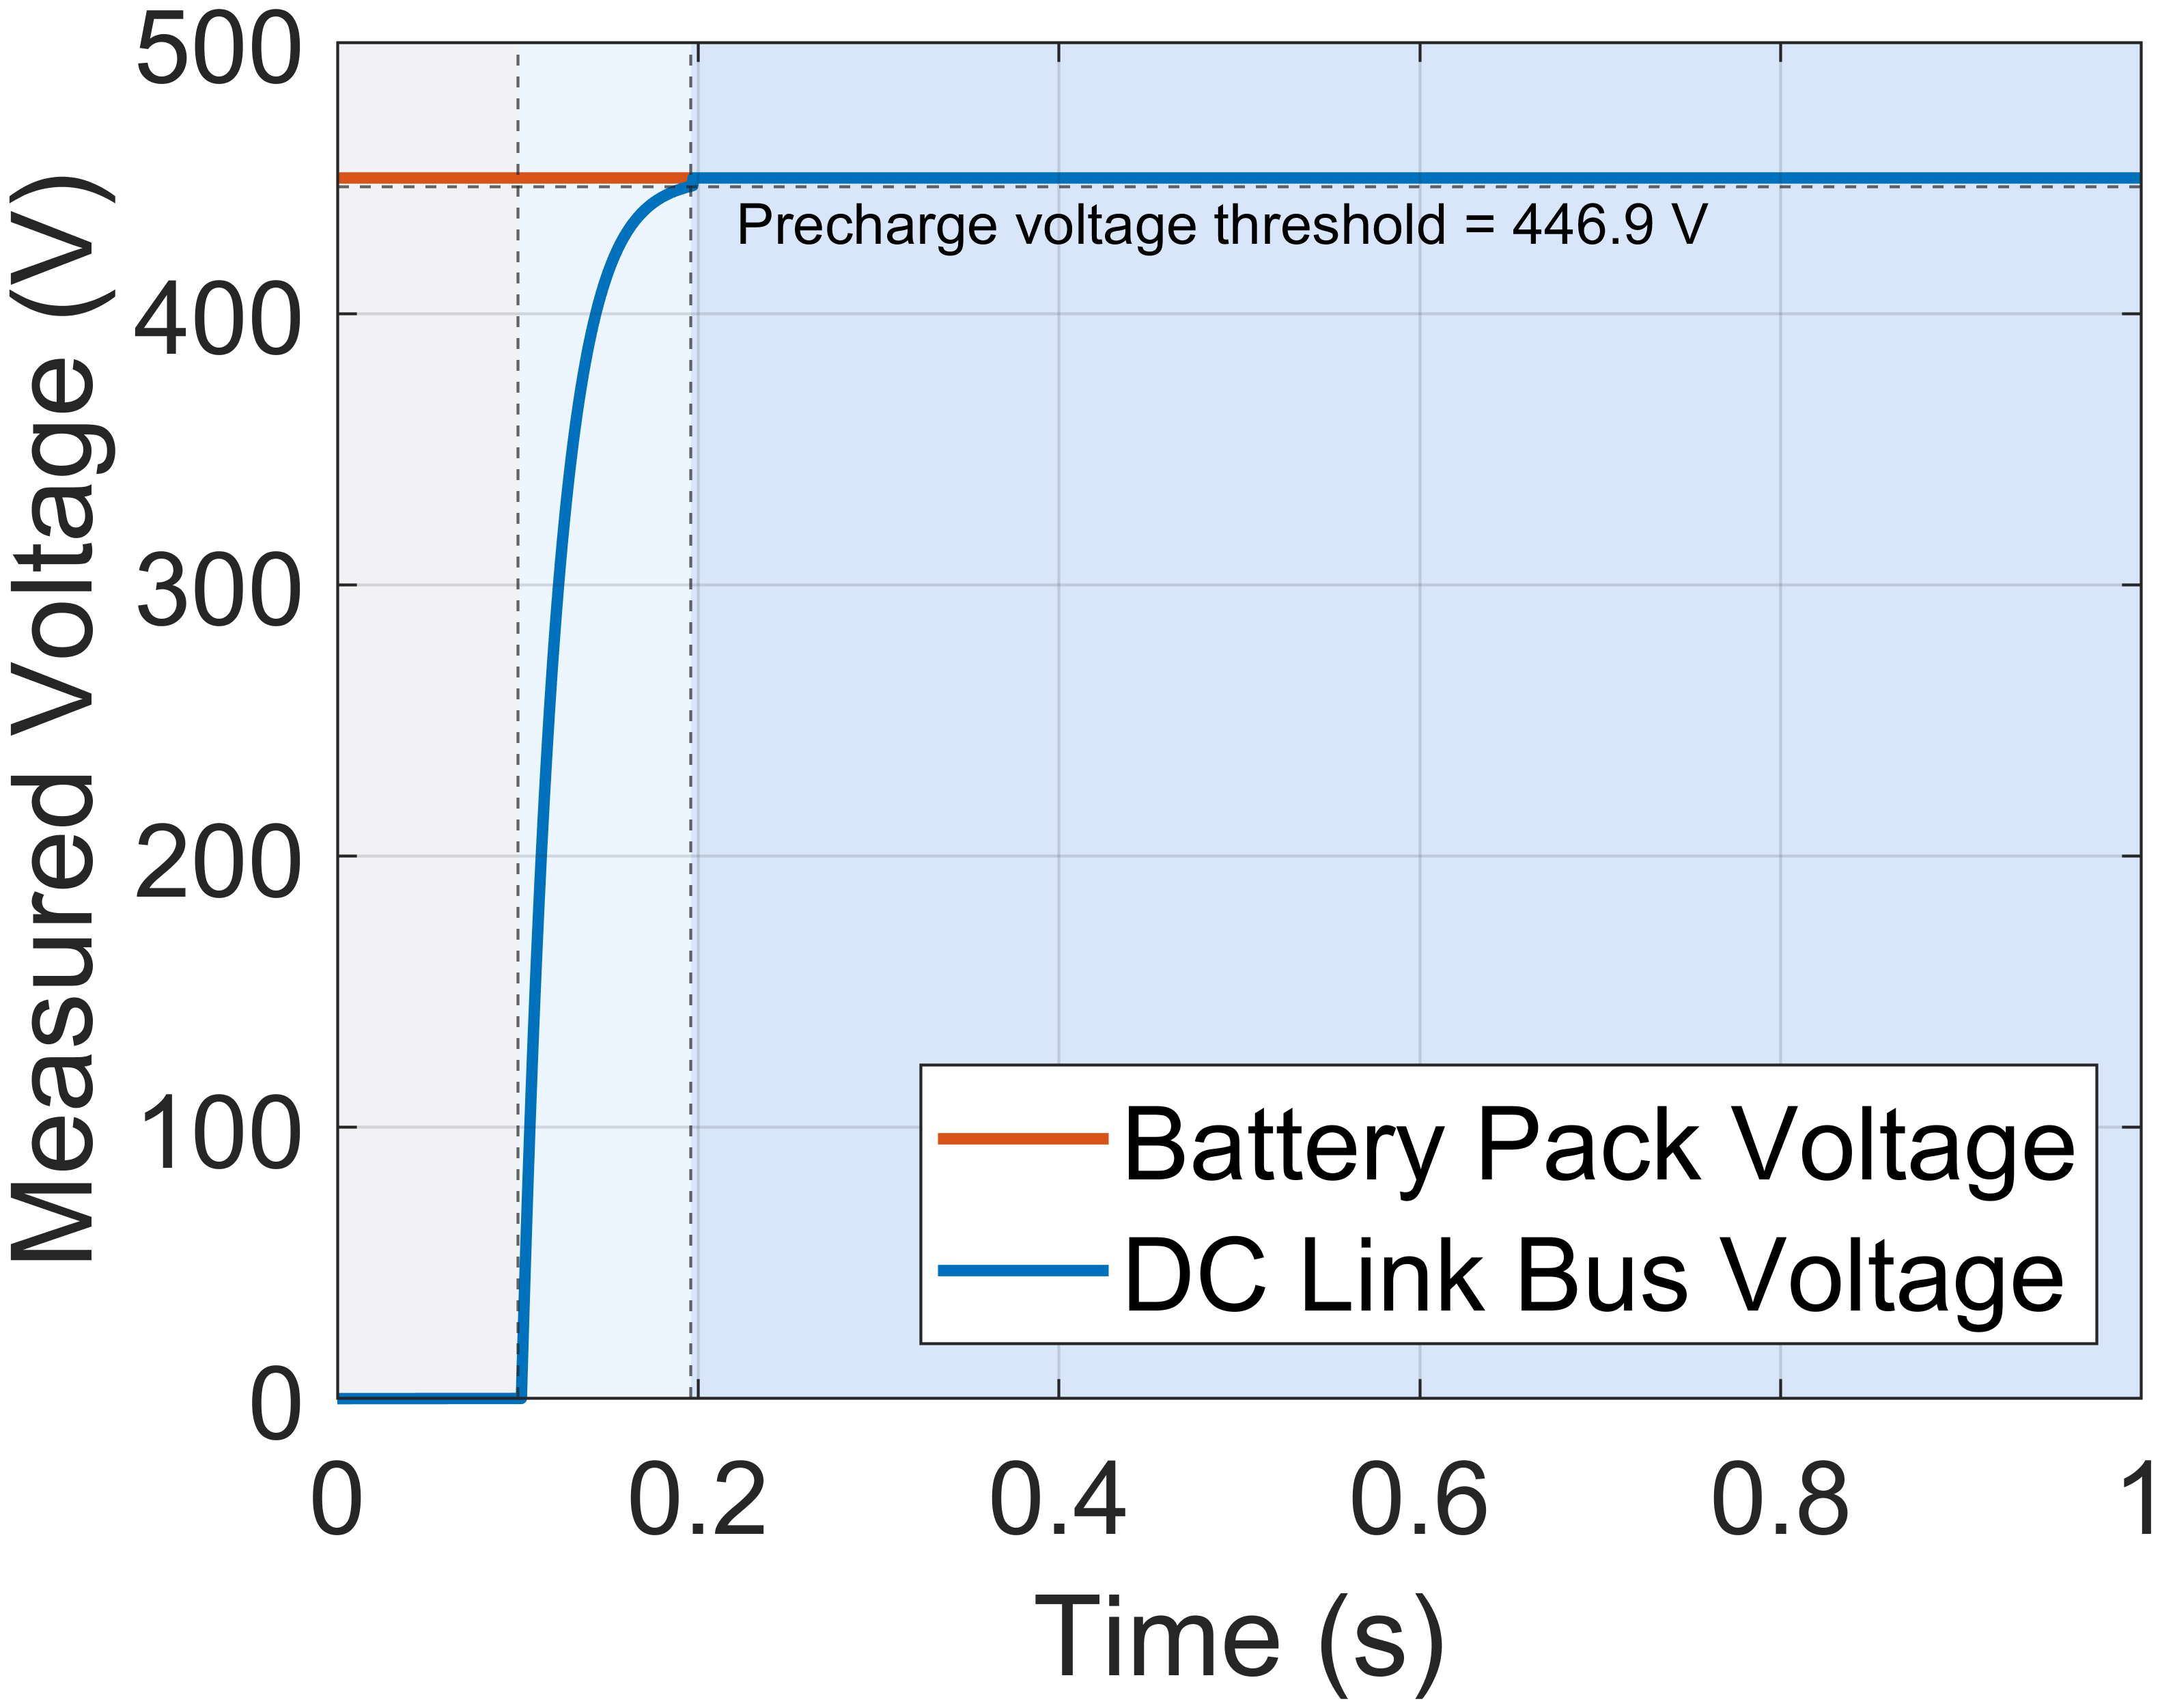 Measured Voltage (V)
500
400
300
200
100
0
Precharge voltage threshold = 446.9 V
Battery Pack Voltage
DC Link Bus Voltage
0 0.2 0.4 0.6 0.8 1
Time (s)